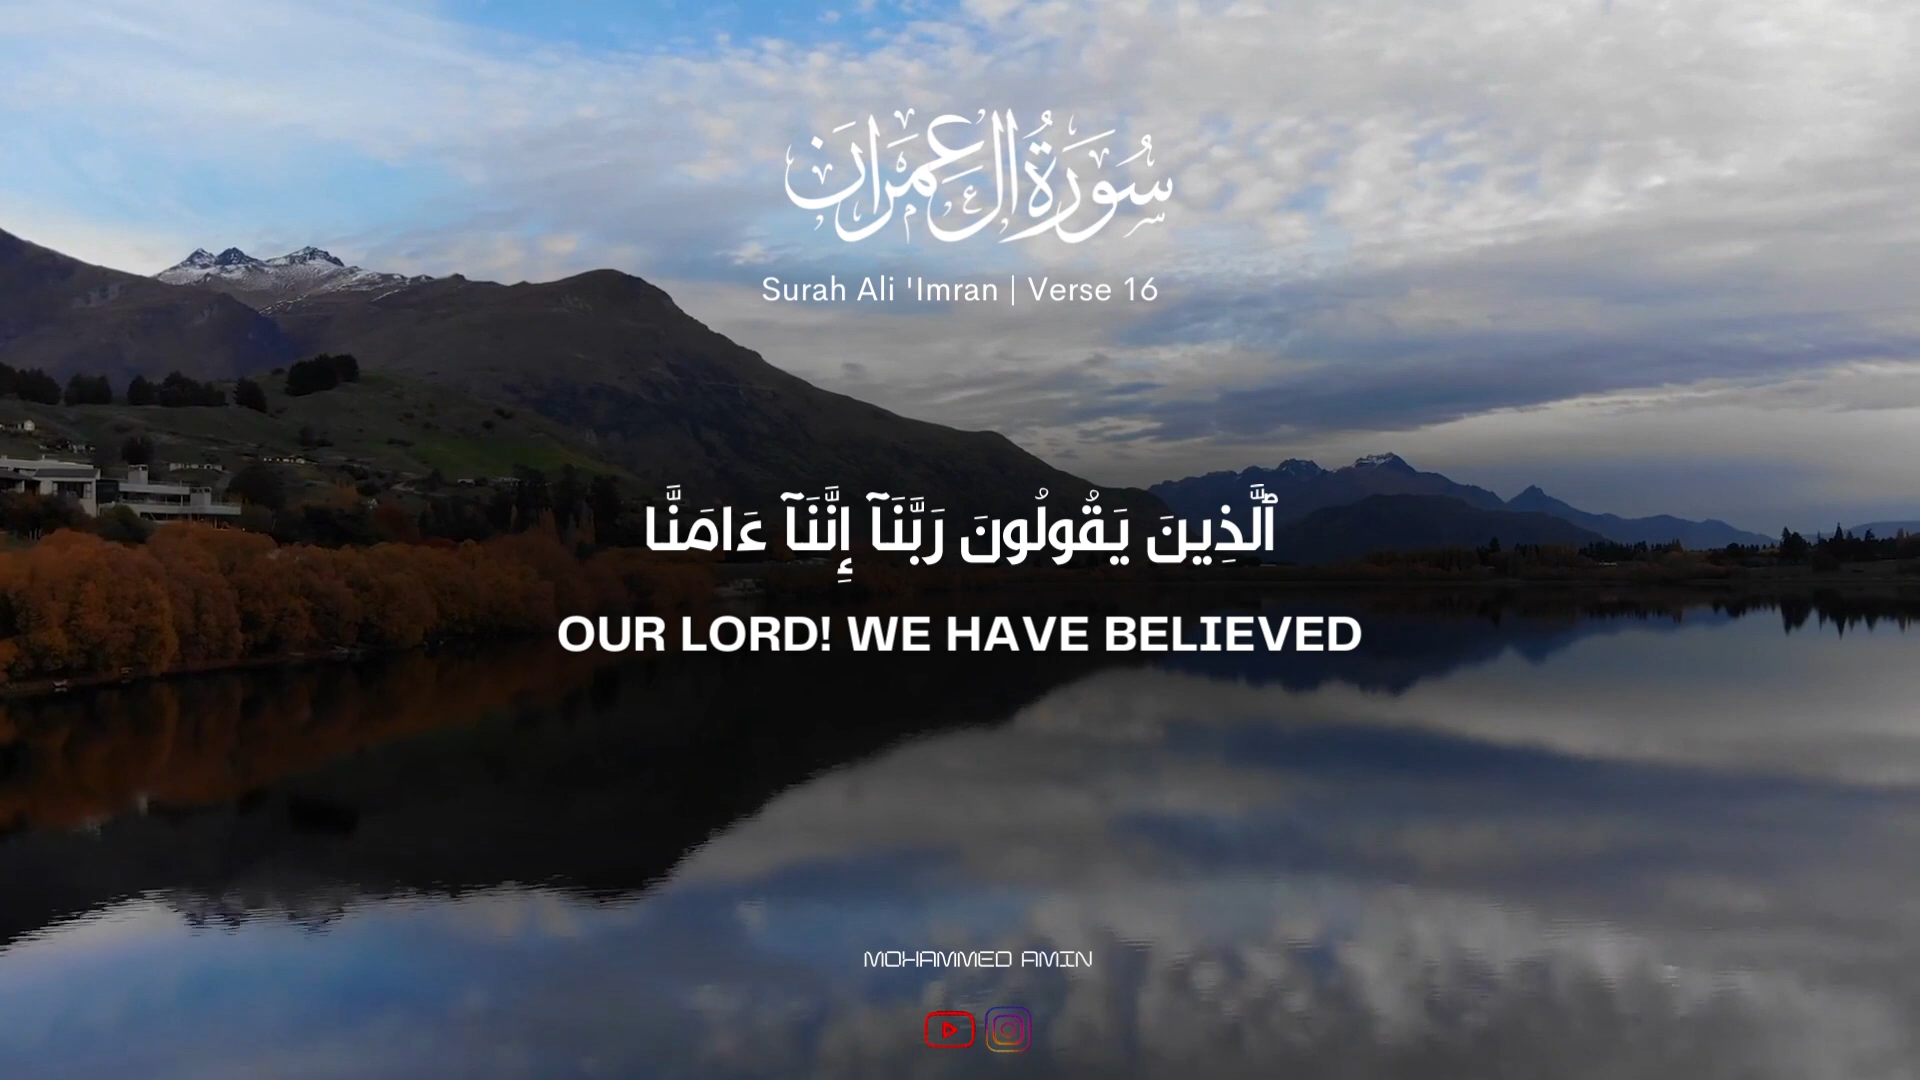 سُورَةُ الْ عِمْرَان
Surah Ali 'Imran | Verse 16
ٱلَّذِينَ يَقُولُونَ رَبَّنَآ إِنَّنَآ ءَامَنَّا
OUR LORD! WE HAVE BELIEVED
MOHAMMED AMIN